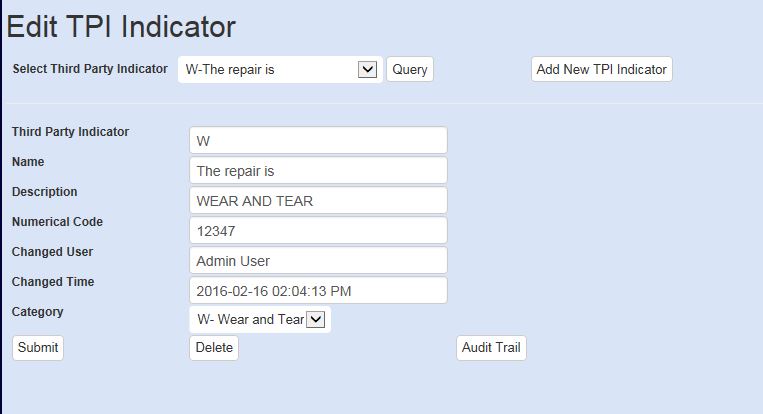 Edit TPI Indicator
Select Third Party Indicator W-The repair is Query Add New TPI Indicator
Third Party Indicator W
Name The repair is
Description WEAR AND TEAR
Numerical Code 12347
Changed User Admin User
Changed Time 2016-02-16 02:04:13 PM
Category W- Wear and Tear
Submit Delete Audit Trail